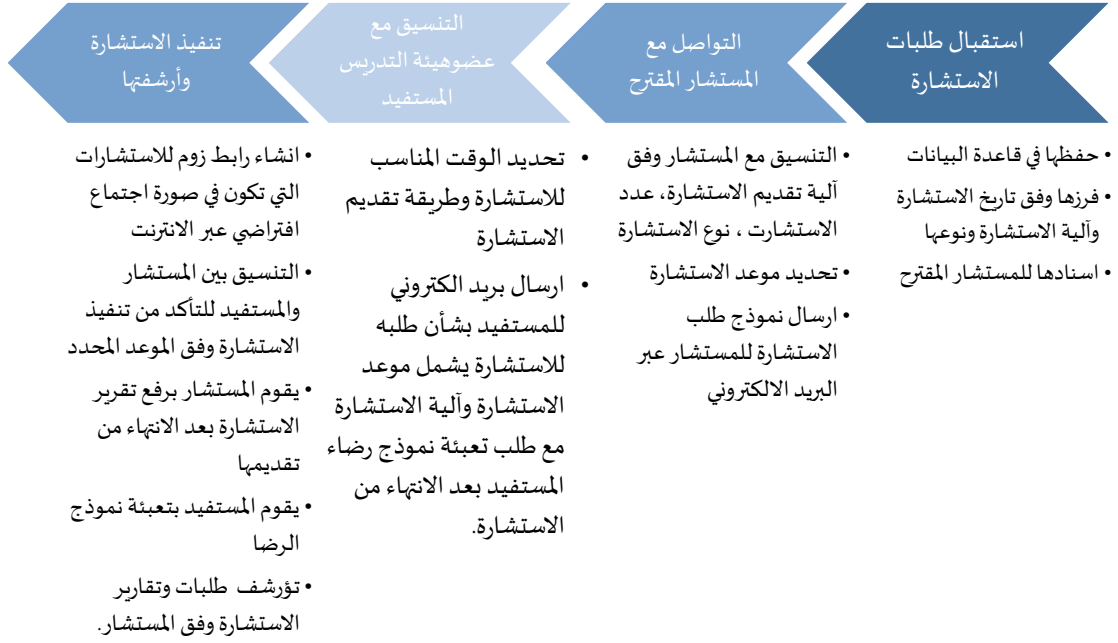 استقبال طلبات
الاستشارة
• حفظها في قاعدة البيانات
• فرزها وفق تاريخ الاستشارة
وآلية الاستشارة ونوعها
• اسنادها للمستشار المقترح
التواصل مع
المستشار المقترح
• التنسيق مع المستشار وفق
آلية تقديم الاستشارة، عدد
الاستشارت ، نوع الاستشارة
• تحديد موعد الاستشارة
• ارسال نموذج طلب
الاستشارة للمستشار عبر
البريد الالكتروني
التنسيق مع
عضوهيئة التدريس
المستفيد
• تحديد الوقت المناسب
للاستشارة وطريقة تقديم
الاستشارة
• ارسال بريد الكتروني
للمستفيد بشأن طلبه
للاستشارة يشمل موعد
الاستشارة وآلية الاستشارة
مع طلب تعبئة نموذج رضاء
المستفيد بعد الانتهاء من
الاستشارة.
تنفيذ الاستشارة
وأرشفتها
• انشاء رابط زوم للاستشارات
التي تكون في صورة اجتماع
افتراضي عبر الانترنت
• التنسيق بين المستشار
والمستفيد للتأكد من تنفيذ
الاستشارة وفق الموعد المحدد
• يقوم المستشار برفع تقرير
الاستشارة بعد الانتهاء من
تقديمها
• يقوم المستفيد بتعبئة نموذج
الرضا
• تؤرشف طلبات وتقارير
الاستشارة وفق المستشار.